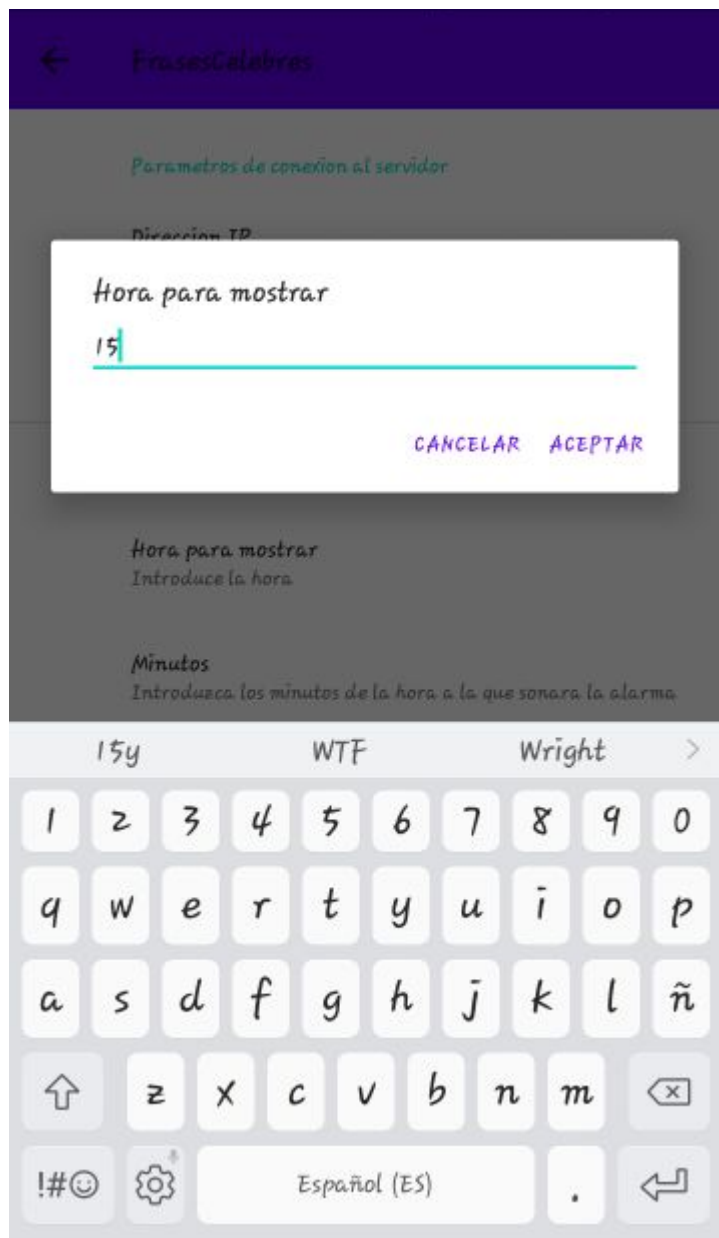 FrasesCelebres
Parametros de conexion al servidor
Direccion IP
Hora para mostrar
15
CANCELAR ACEPTAR
Hora para mostrar
Introduce la hora
Minutos
Introduzca los minutos de la hora a la que sonara la alarma
15y WTF Wright >
1 2 3 4 5 6 7 8 9 0
q w e r t y u i o p
a s d f g h j k l ñ
z x c v b n m
!#☺ Español (ES) .